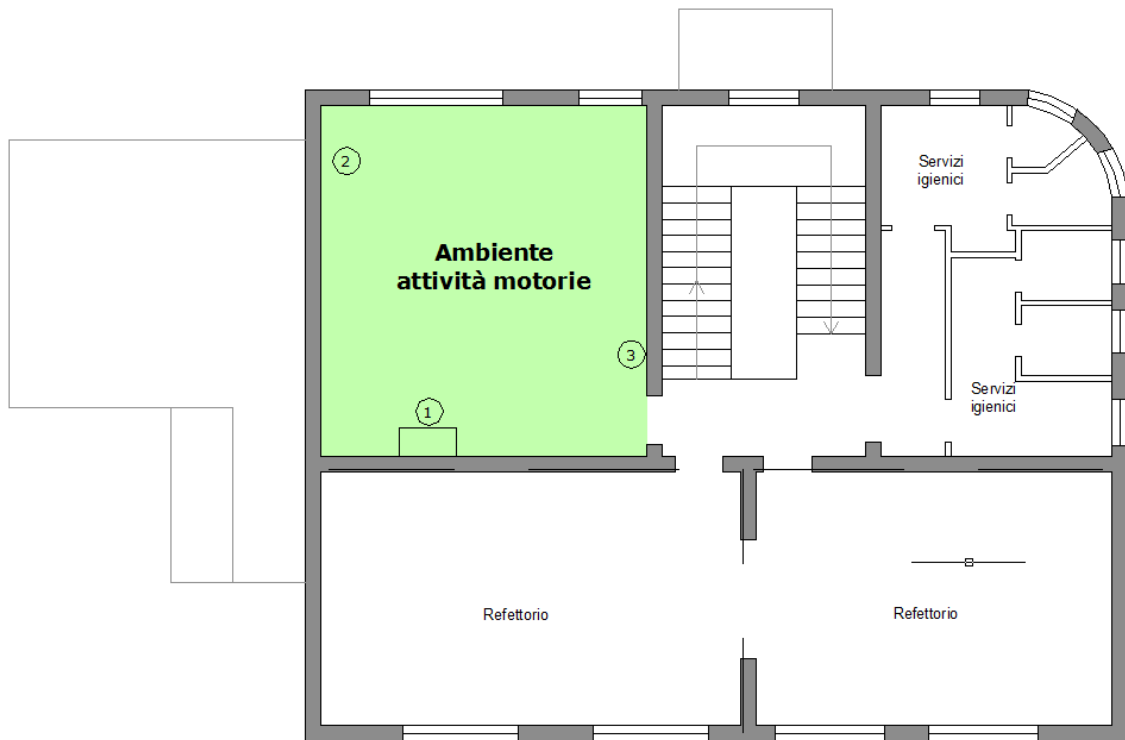 2
Servizi
igienici
Ambiente
attività motorie
3
1
Servizi
igienici
Refettorio
Refettorio